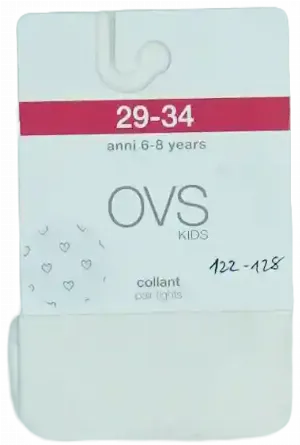 29-34
anni 6-8 years
OVS
KIDS
122-128
collant
pair tights